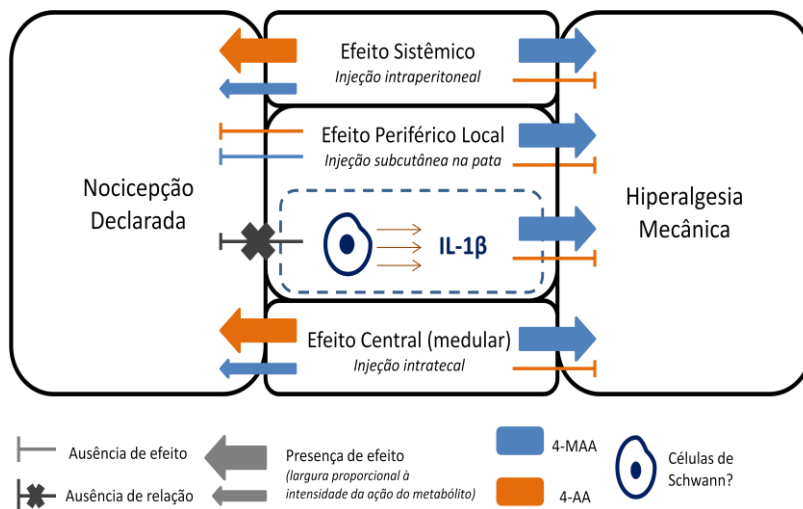 Efeito Sistêmico
Injeção intraperitoneal
Efeito Periférico Local
Injeção subcutânea na pata
Nocicepção
Declarada
IL-1β
Hiperalgesia
Mecânica
Efeito Central (medular)
Injeção intratecal
Ausência de efeito
Ausência de relação
Presença de efeito
(largura proporcional à
intensidade da ação do metabólito)
4-MAA
4-AA
Células de
Schwann?